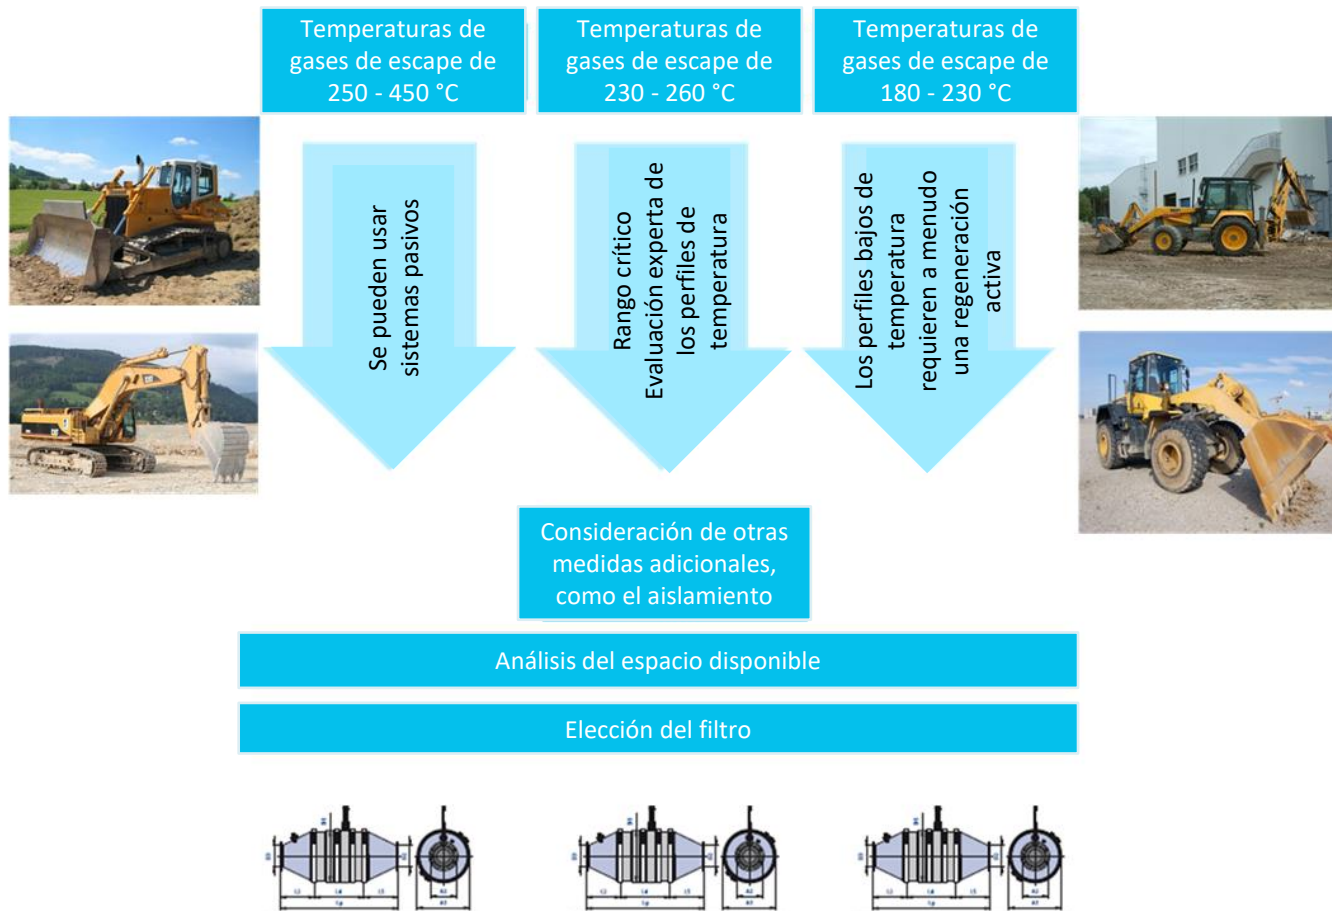 Temperaturas de
gases de escape de
250 - 450 °C
Temperaturas de
gases de escape de
230 - 260 °C
Temperaturas de
gases de escape de
180 - 230 °C
Se pueden usar
sistemas pasivos
Rango crítico
Evaluación experta de
los perfiles de
temperatura
Los perfiles bajos de
temperatura
requieren a menudo
una regeneración
activa
Consideración de otras
medidas adicionales,
como el aislamiento
Análisis del espacio disponible
Elección del filtro